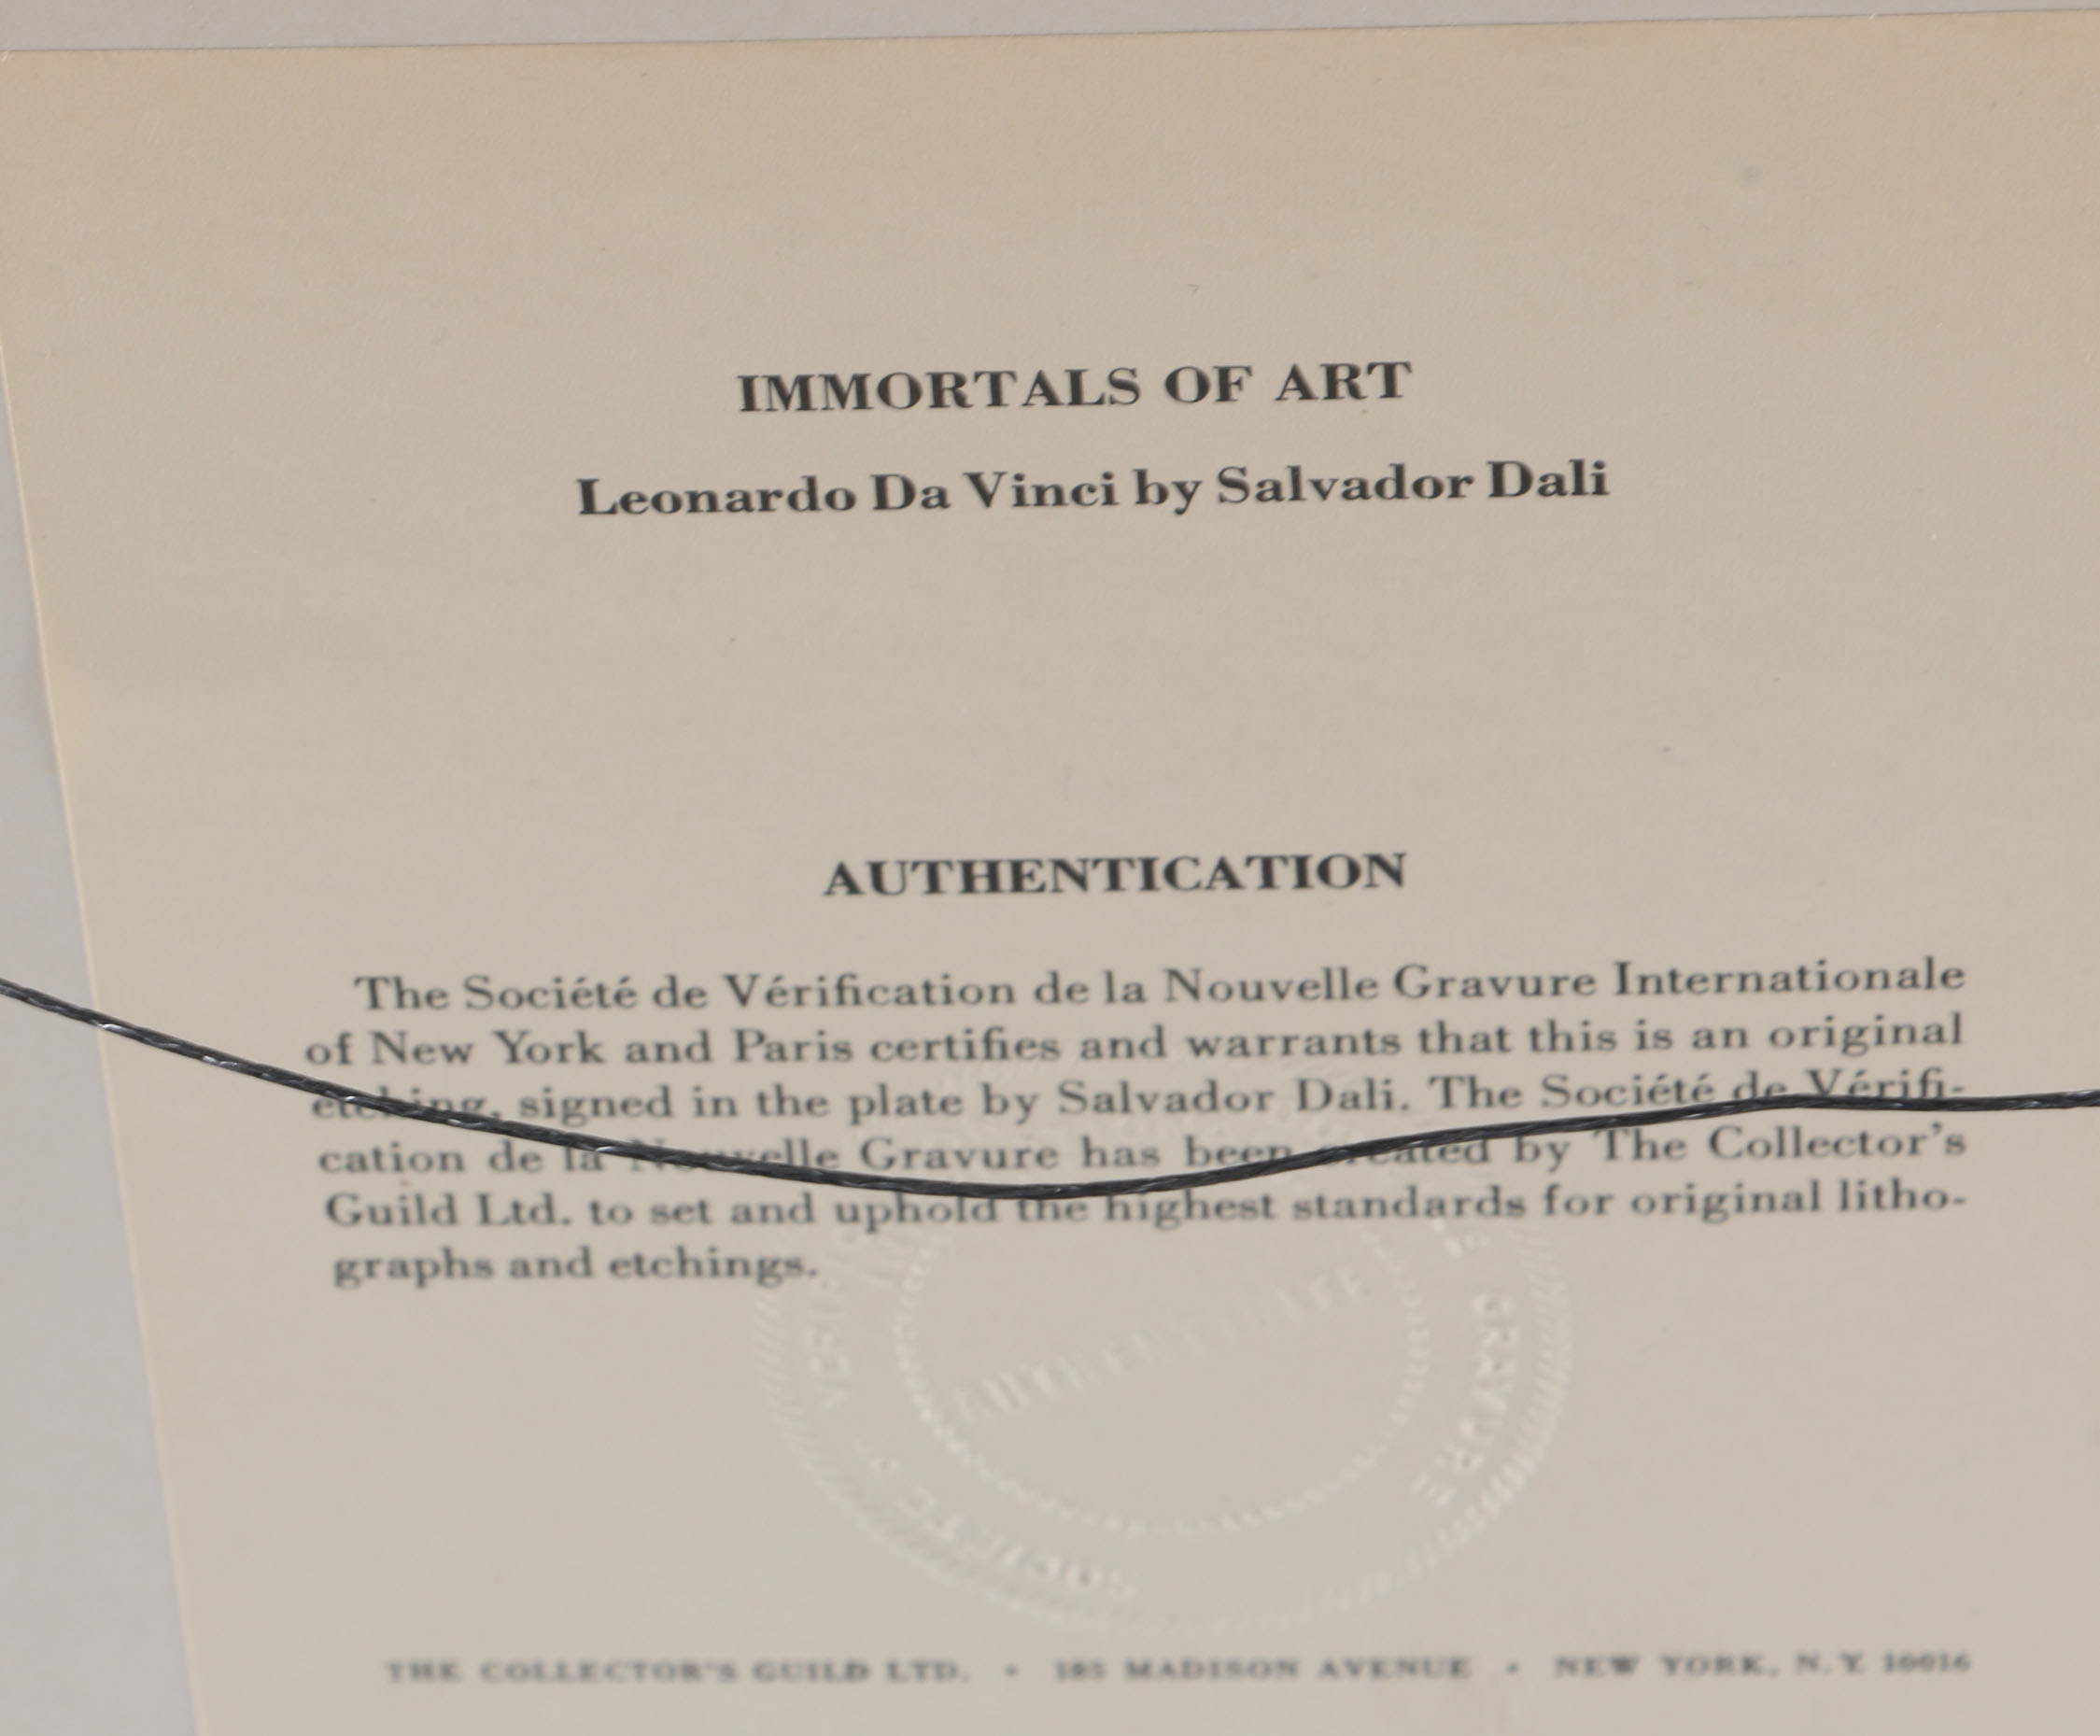 IMMORTALS OF ART
Leonardo Da Vinci by Salvador Dali
AUTHENTICATION
The Société de Vérification de la Nouvelle Gravure Internationale
of New York and Paris certifies and warrants that this is an original
etching, signed in the plate by Salvador Dali. The Société de Vérifi-
cation de la Nouvelle Gravure has been created by The Collector's
Guild Ltd. to set and uphold the highest standards for original litho-
graphs and etchings.
AUTHENTICITE
GRAVURE
SOCIETE
THE COLLECTOR'S GUILD LTD. • 185 MADISON AVENUE • NEW YORK, N. Y. 10016